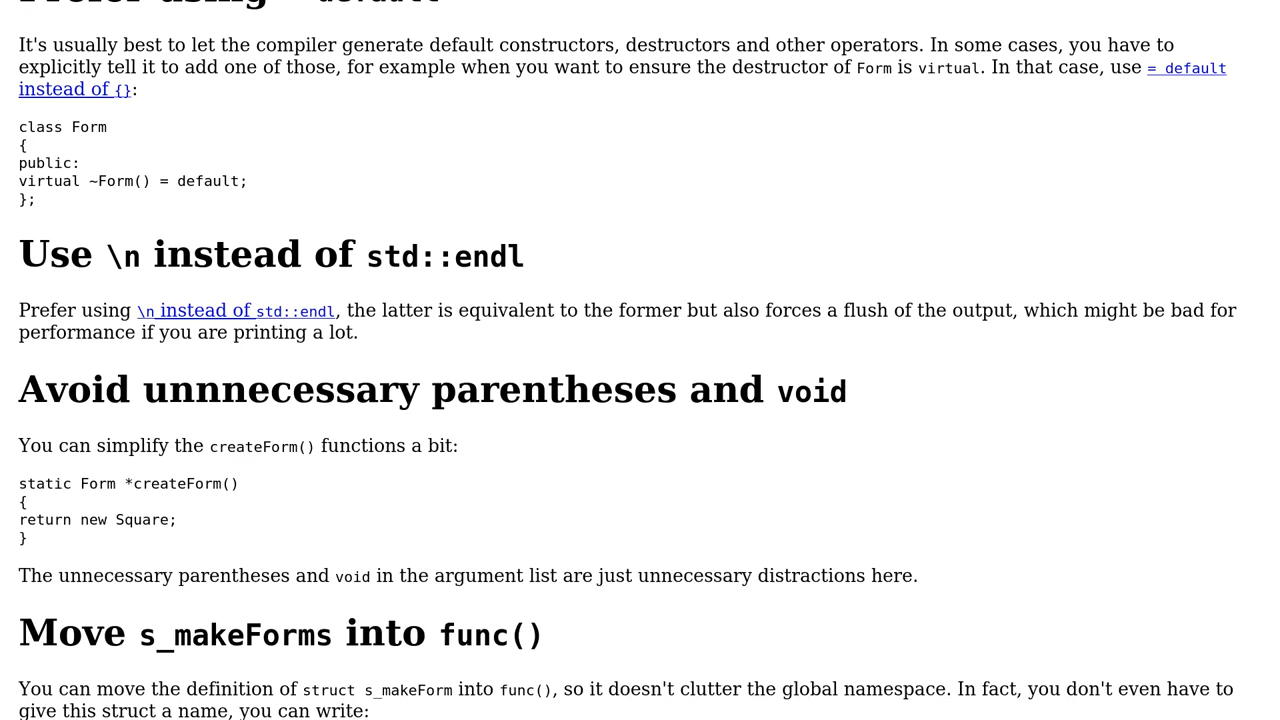 Prefer using = default
It's usually best to let the compiler generate default constructors, destructors and other operators. In some cases, you have to
explicitly tell it to add one of those, for example when you want to ensure the destructor of Form is virtual. In that case, use = default
instead of {}:
class Form
{
public:
virtual ~Form() = default;
};
Use \n instead of std::endl
Prefer using \n instead of std::endl, the latter is equivalent to the former but also forces a flush of the output, which might be bad for
performance if you are printing a lot.
Avoid unnnecessary parentheses and void
You can simplify the createForm() functions a bit:
static Form *createForm()
{
return new Square;
}
The unnecessary parentheses and void in the argument list are just unnecessary distractions here.
Move s_makeForms into func()
You can move the definition of struct s_makeForm into func(), so it doesn't clutter the global namespace. In fact, you don't even have to
give this struct a name, you can write: